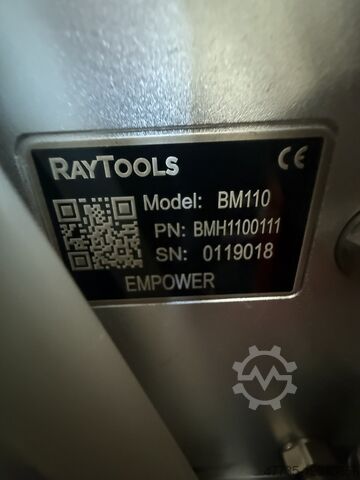 RAYTOOLS CE
Model: BM110
PN: BMH1100111
SN: 0119018
EMPOWER